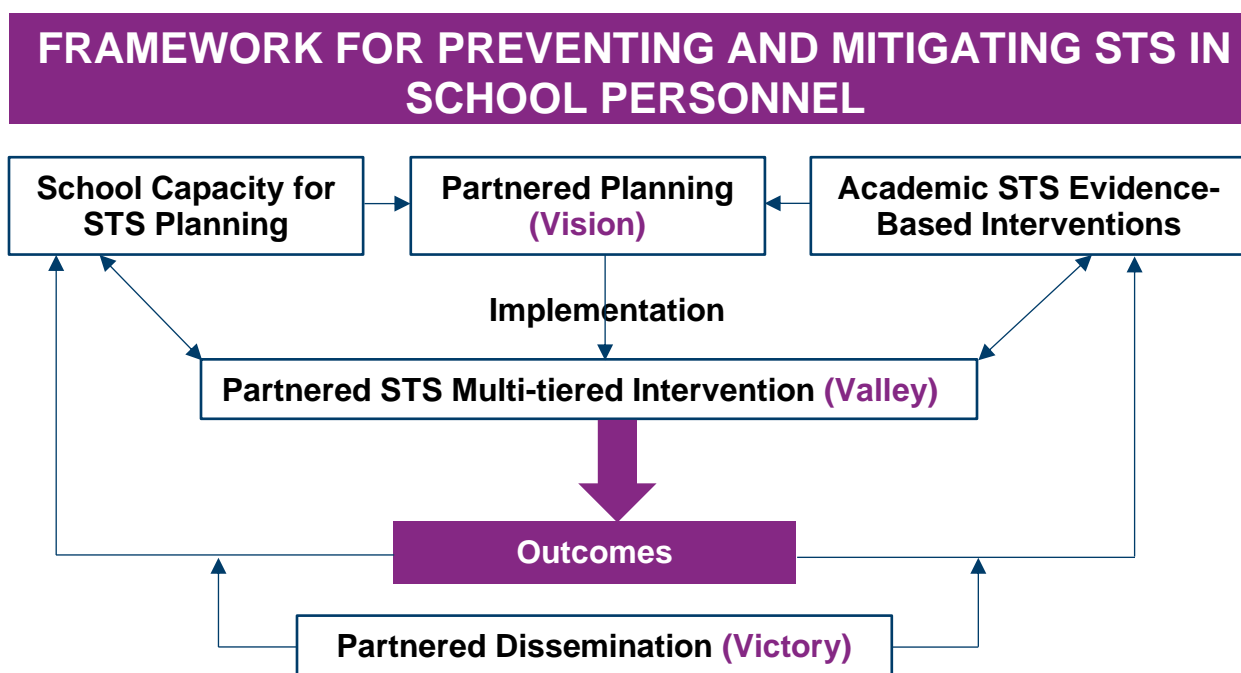 FRAMEWORK FOR PREVENTING AND MITIGATING STS IN
SCHOOL PERSONNEL
School Capacity for
STS Planning
Partnered Planning
(Vision)
Academic STS Evidence-
Based Interventions
Implementation
Partnered STS Multi-tiered Intervention (Valley)
Outcomes
Partnered Dissemination (Victory)